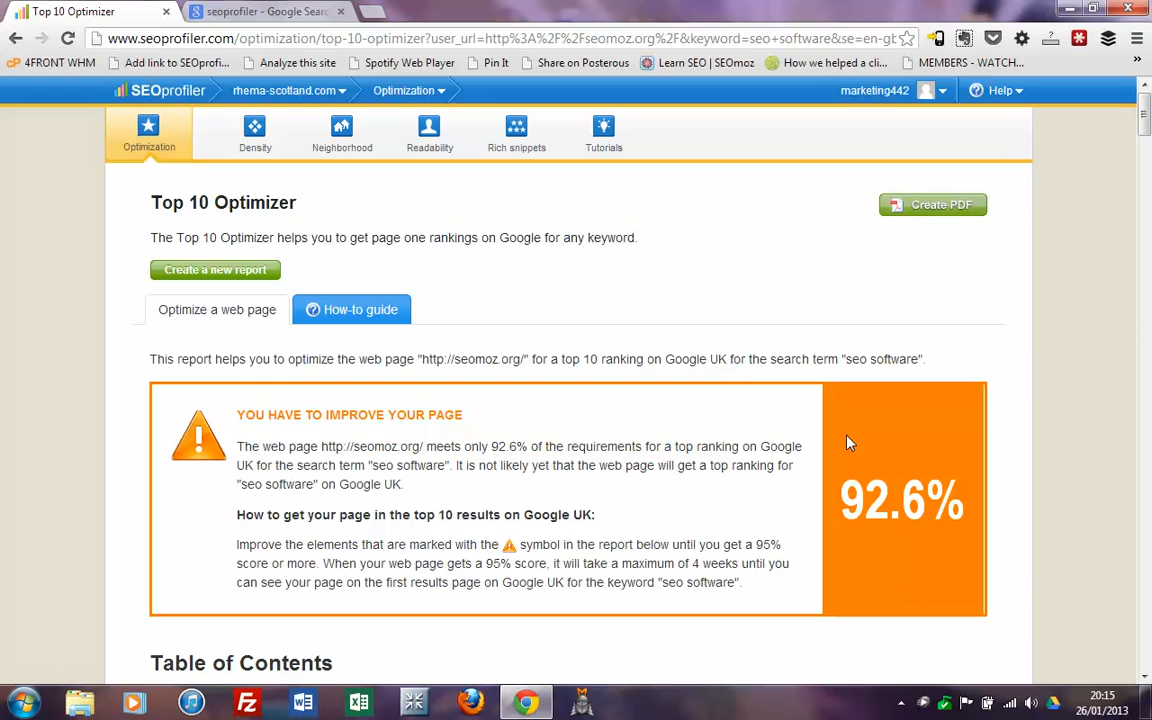 Top 10 Optimizer
seoprofiler - Google Searc
www.seoprofiler.com/optimization/top-10-optimizer?user_url=http%3A%2F%2Fseomoz.org%2F&keyword=seo+software&se=en-gb
4FRONT WHM
Add link to SEOprofi...
Analyze this site
Spotify Web Player
Pin It
Share on Posterous
Learn SEO | SEOmoz
How we helped a cli...
MEMBERS - WATCH...
SEOprofiler
rhema-scotland.com
Optimization
marketing442
Help
Optimization
Density
Neighborhood
Readability
Rich snippets
Tutorials
Top 10 Optimizer
Create PDF
The Top 10 Optimizer helps you to get page one rankings on Google for any keyword.
Create a new report
Optimize a web page
How-to guide
This report helps you to optimize the web page "http://seomoz.org/" for a top 10 ranking on Google UK for the search term "seo software".
YOU HAVE TO IMPROVE YOUR PAGE
The web page http://seomoz.org/ meets only 92.6% of the requirements for a top ranking on Google
UK for the search term "seo software". It is not likely yet that the web page will get a top ranking for
"seo software" on Google UK.
92.6%
How to get your page in the top 10 results on Google UK:
Improve the elements that are marked with the symbol in the report below until you get a 95%
score or more. When your web page gets a 95% score, it will take a maximum of 4 weeks until you
can see your page on the first results page on Google UK for the keyword "seo software".
Table of Contents
20:15
26/01/2013